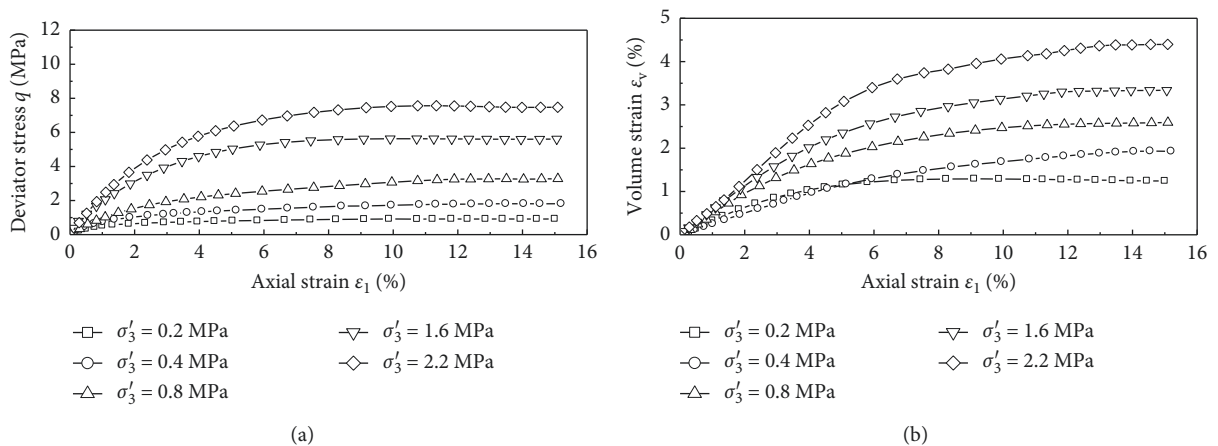 12
10
8
6
4
2
0
Deviator stress q (MPa)
0 2 4 6 8 10 12 14 16
Axial strain ε1 (%)
σ′3 = 0.2 MPa
σ′3 = 0.4 MPa
σ′3 = 0.8 MPa
σ′3 = 1.6 MPa
σ′3 = 2.2 MPa
(a)
5
4
3
2
1
0
Volume strain εv (%)
0 2 4 6 8 10 12 14 16
Axial strain ε1 (%)
σ′3 = 0.2 MPa
σ′3 = 0.4 MPa
σ′3 = 0.8 MPa
σ′3 = 1.6 MPa
σ′3 = 2.2 MPa
(b)